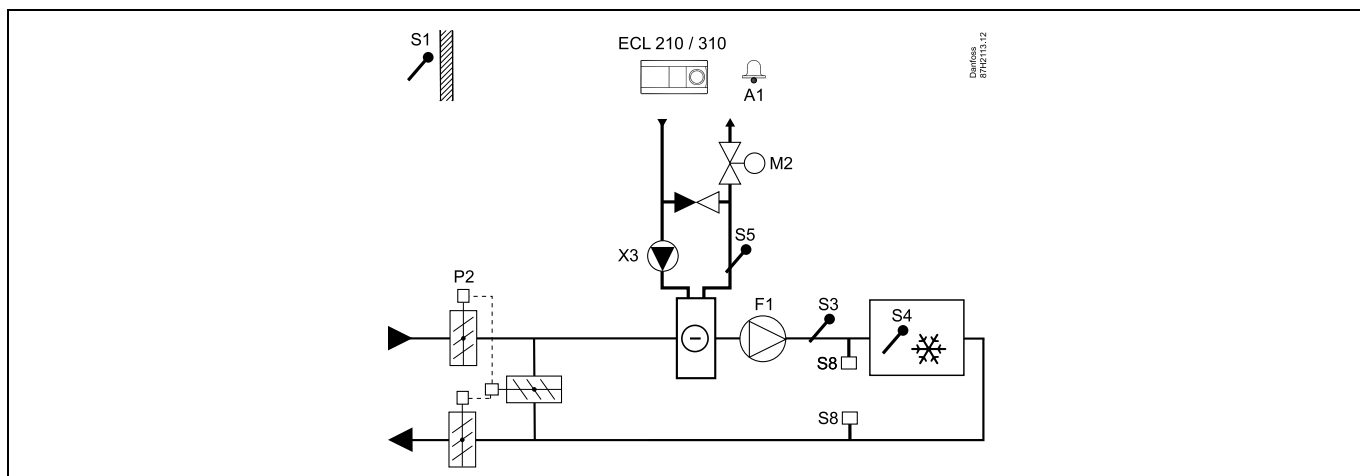 S1
ECL 210 / 310
A1
Danfoss
87H2113.12
M2
S5
X3
P2
F1
S3
S4
S8
S8